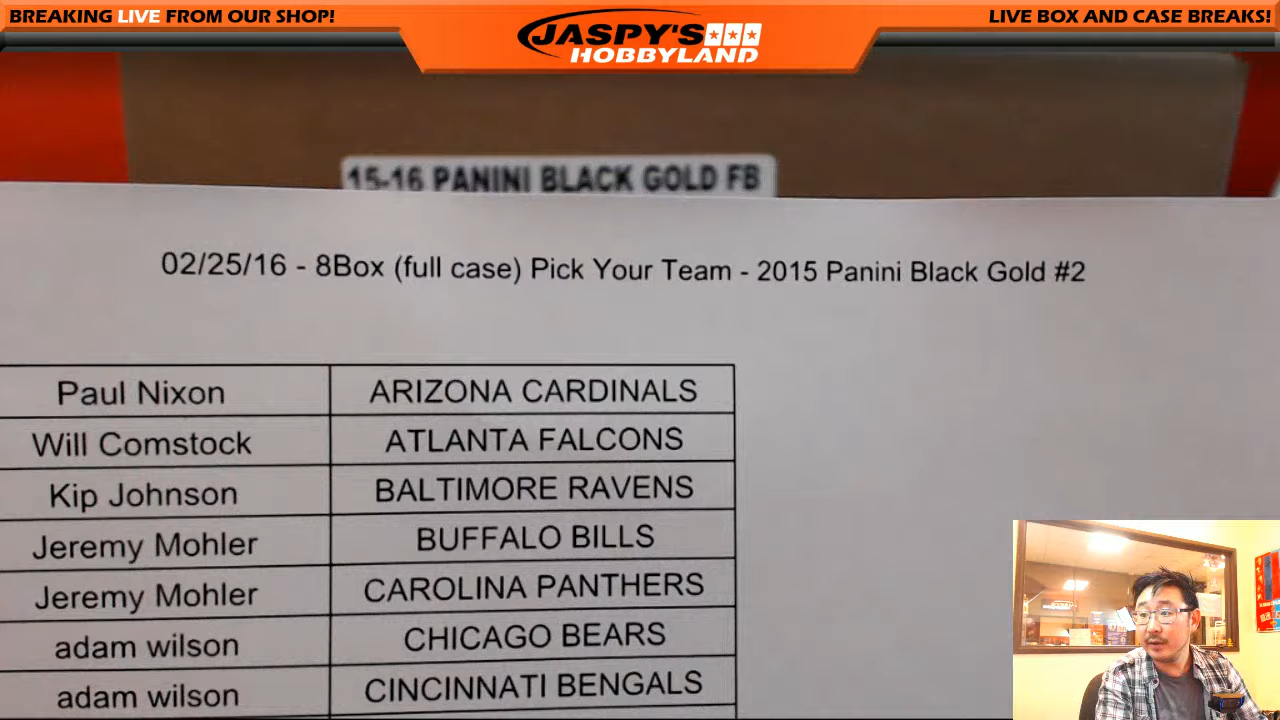 BREAKING LIVE FROM OUR SHOP!
JASPY'S
HOBBYLAND
LIVE BOX AND CASE BREAKS!
15-16 PANINI BLACK GOLD FB
02/25/16 - 8Box (full case) Pick Your Team - 2015 Panini Black Gold #2
Paul Nixon ARIZONA CARDINALS
Will Comstock ATLANTA FALCONS
Kip Johnson BALTIMORE RAVENS
Jeremy Mohler BUFFALO BILLS
Jeremy Mohler CAROLINA PANTHERS
adam wilson CHICAGO BEARS
adam wilson CINCINNATI BENGALS